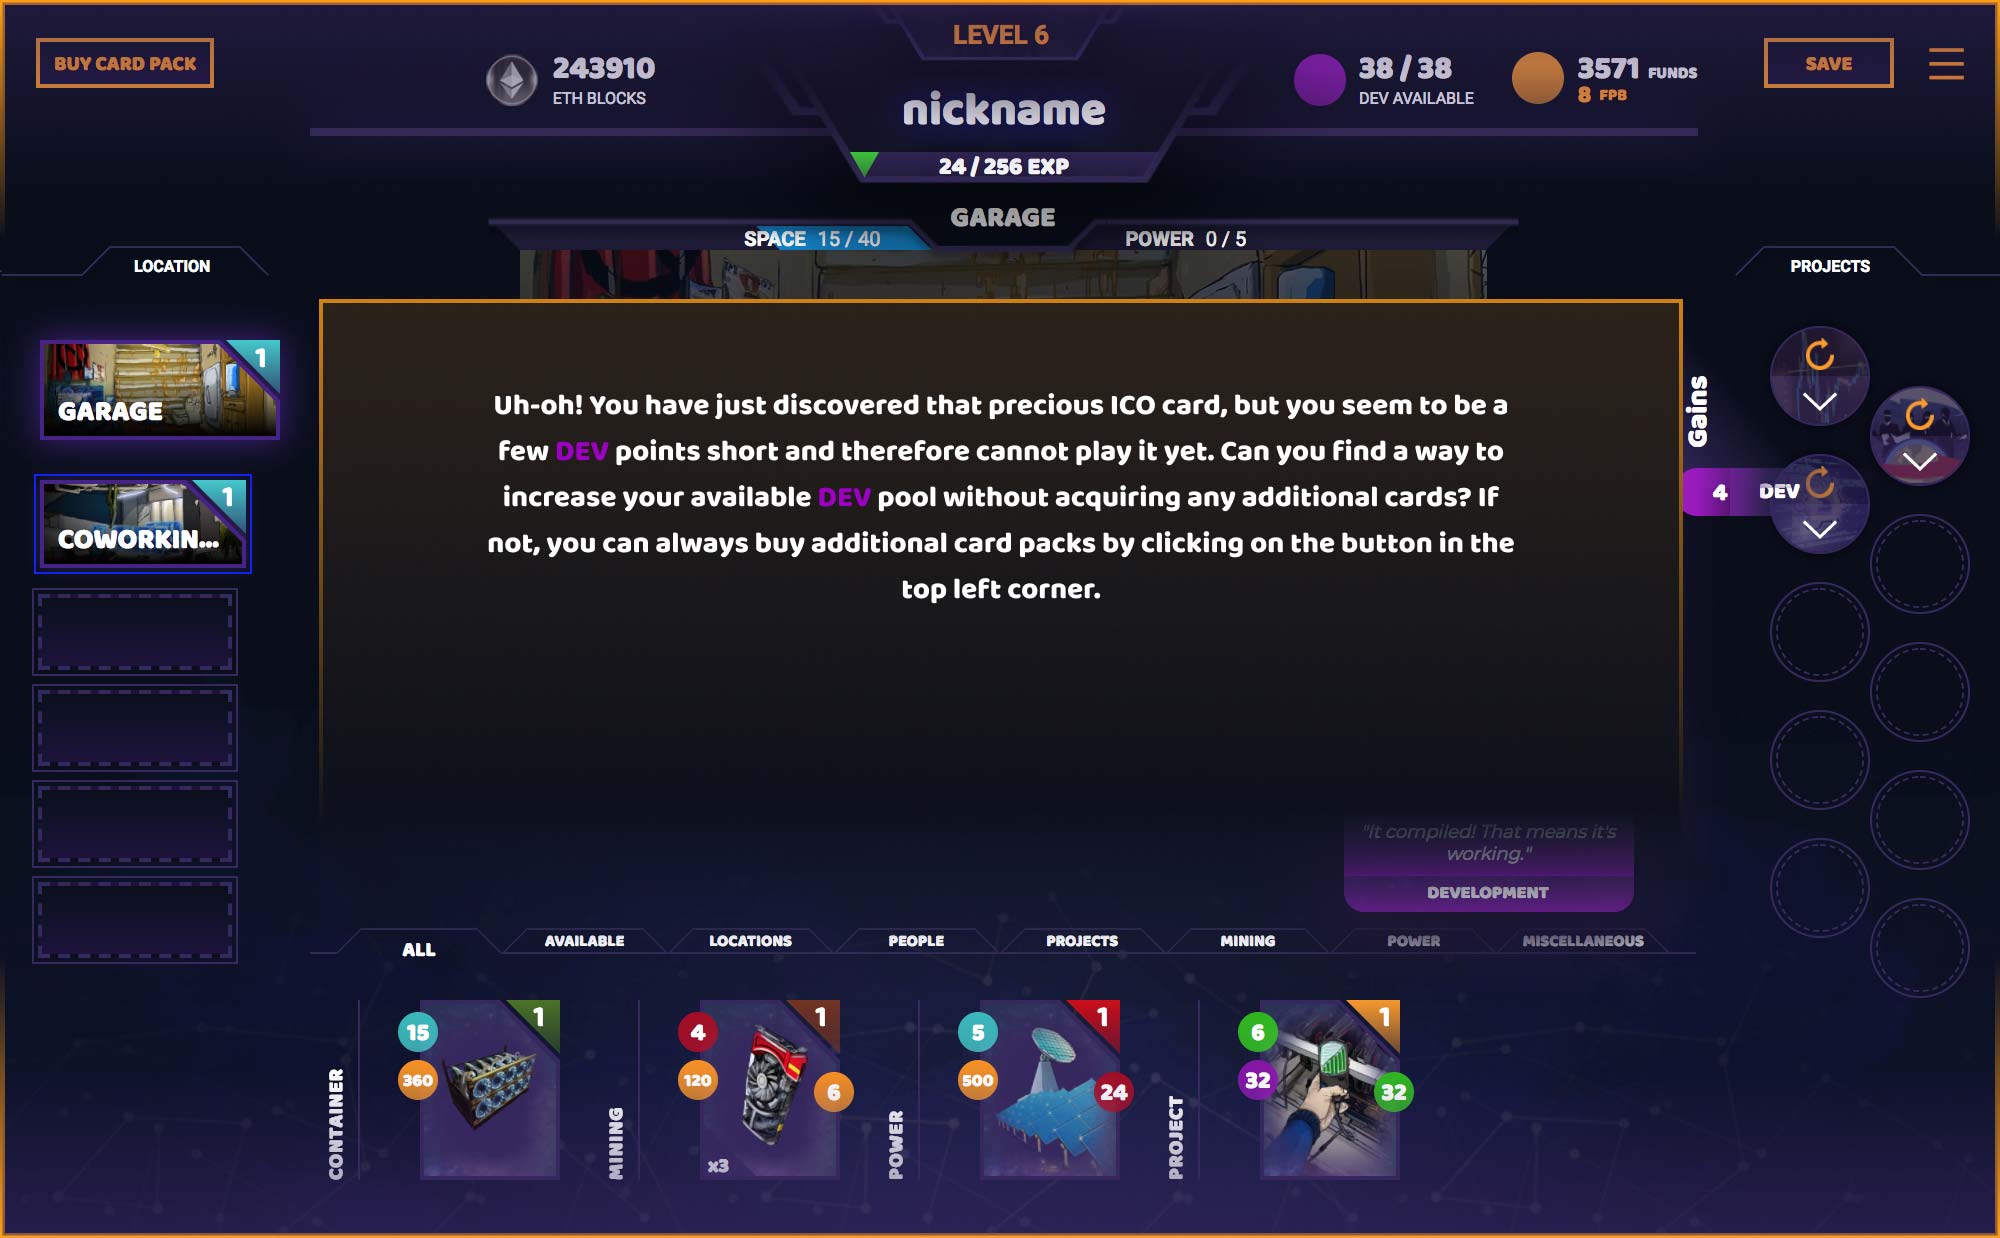 LEVEL 6
BUY CARD PACK
243910
ETH BLOCKS
nickname
38 / 38
DEV AVAILABLE
3571 FUNDS
8 FPB
SAVE
24 / 256 EXP
GARAGE
SPACE 15 / 40
POWER 0 / 5
LOCATION
PROJECTS
1
GARAGE
1
COWORKIN...
Uh-oh! You have just discovered that precious ICO card, but you seem to be a
few DEV points short and therefore cannot play it yet. Can you find a way to
increase your available DEV pool without acquiring any additional cards? If
not, you can always buy additional card packs by clicking on the button in the
top left corner.
Gains
4 DEV
"It compiled! That means it's
working."
DEVELOPMENT
ALL
AVAILABLE
LOCATIONS
PEOPLE
PROJECTS
MINING
POWER
MISCELLANEOUS
CONTAINER
15
360
1
MINING
4
120
1
6
x3
POWER
5
500
1
24
PROJECT
6
32
1
32